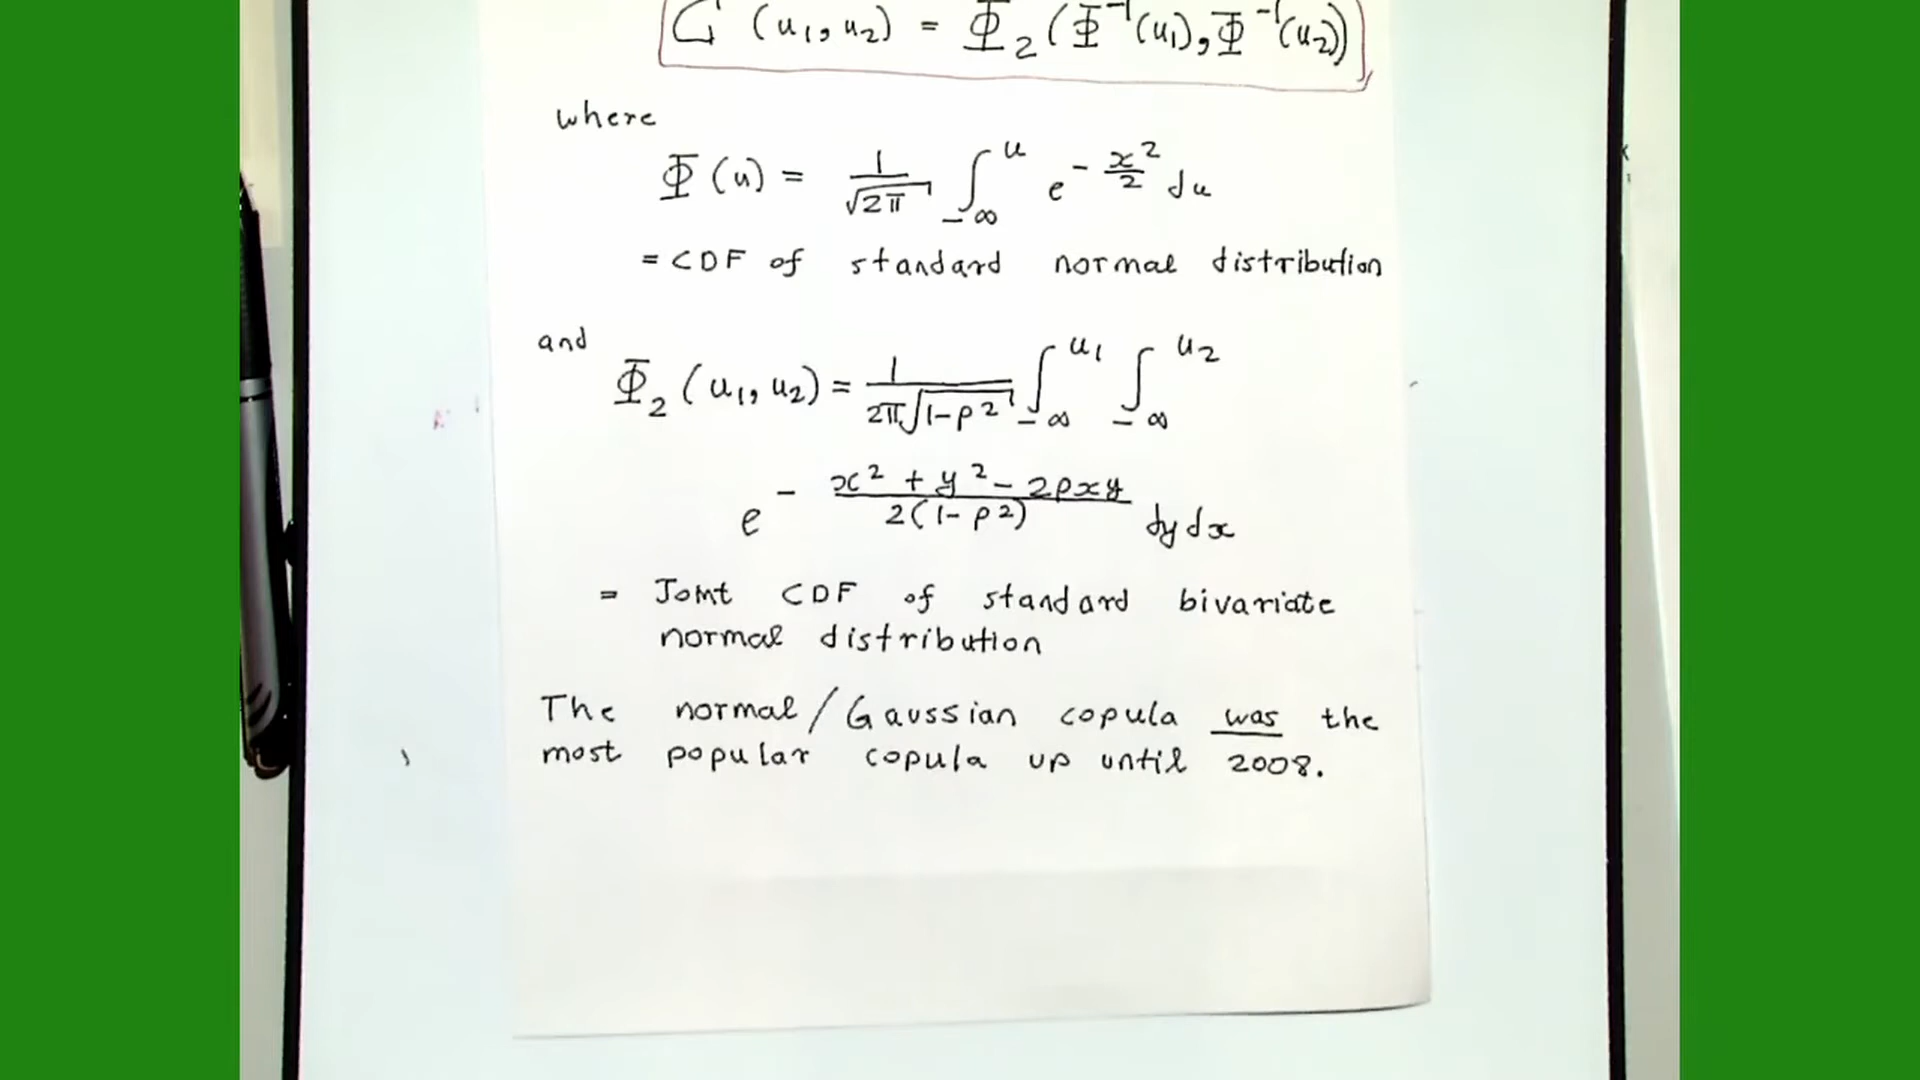 C (u₁, u₂) = Φ₂ (Φ⁻¹(u₁), Φ⁻¹(u₂))
where
Φ (u) = 1/√2π ∫_{-∞}^{u} e^{-x²/2} du
= CDF of standard normal distribution
and
Φ₂ (u₁, u₂) = 1/(2π√(1-ρ²)) ∫_{-∞}^{u₁} ∫_{-∞}^{u₂}
e^{-(x² + y² - 2ρxy)/(2(1-ρ²))} dy dx
= Joint CDF of standard bivariate
normal distribution
The normal/Gaussian copula was the
most popular copula up until 2008.